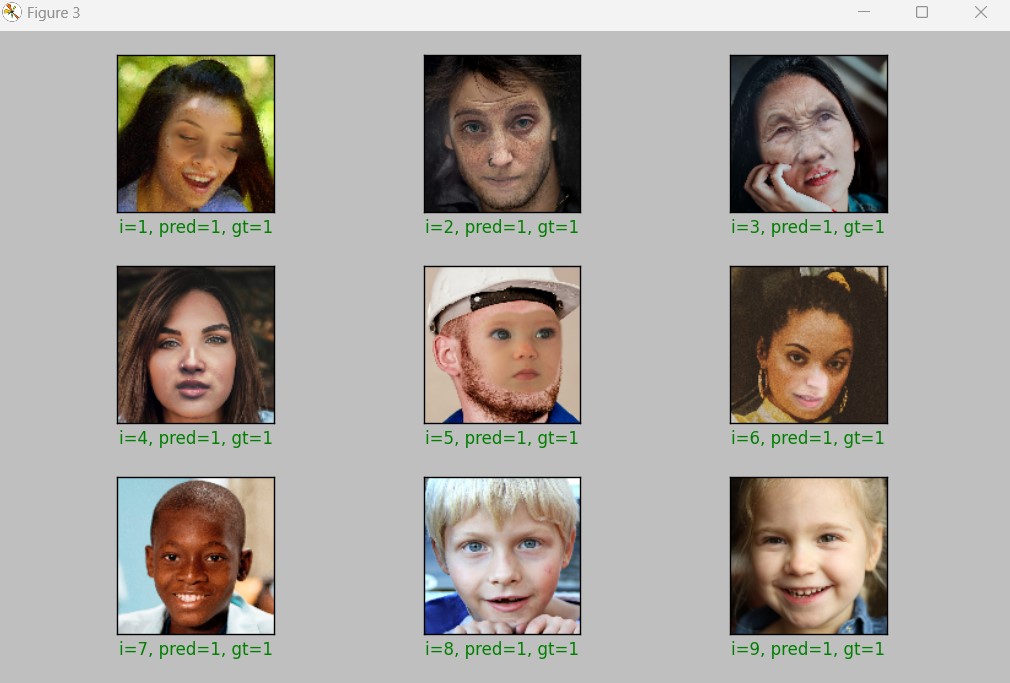 Figure 3
i=1, pred=1, gt=1
i=2, pred=1, gt=1
i=3, pred=1, gt=1
i=4, pred=1, gt=1
i=5, pred=1, gt=1
i=6, pred=1, gt=1
i=7, pred=1, gt=1
i=8, pred=1, gt=1
i=9, pred=1, gt=1